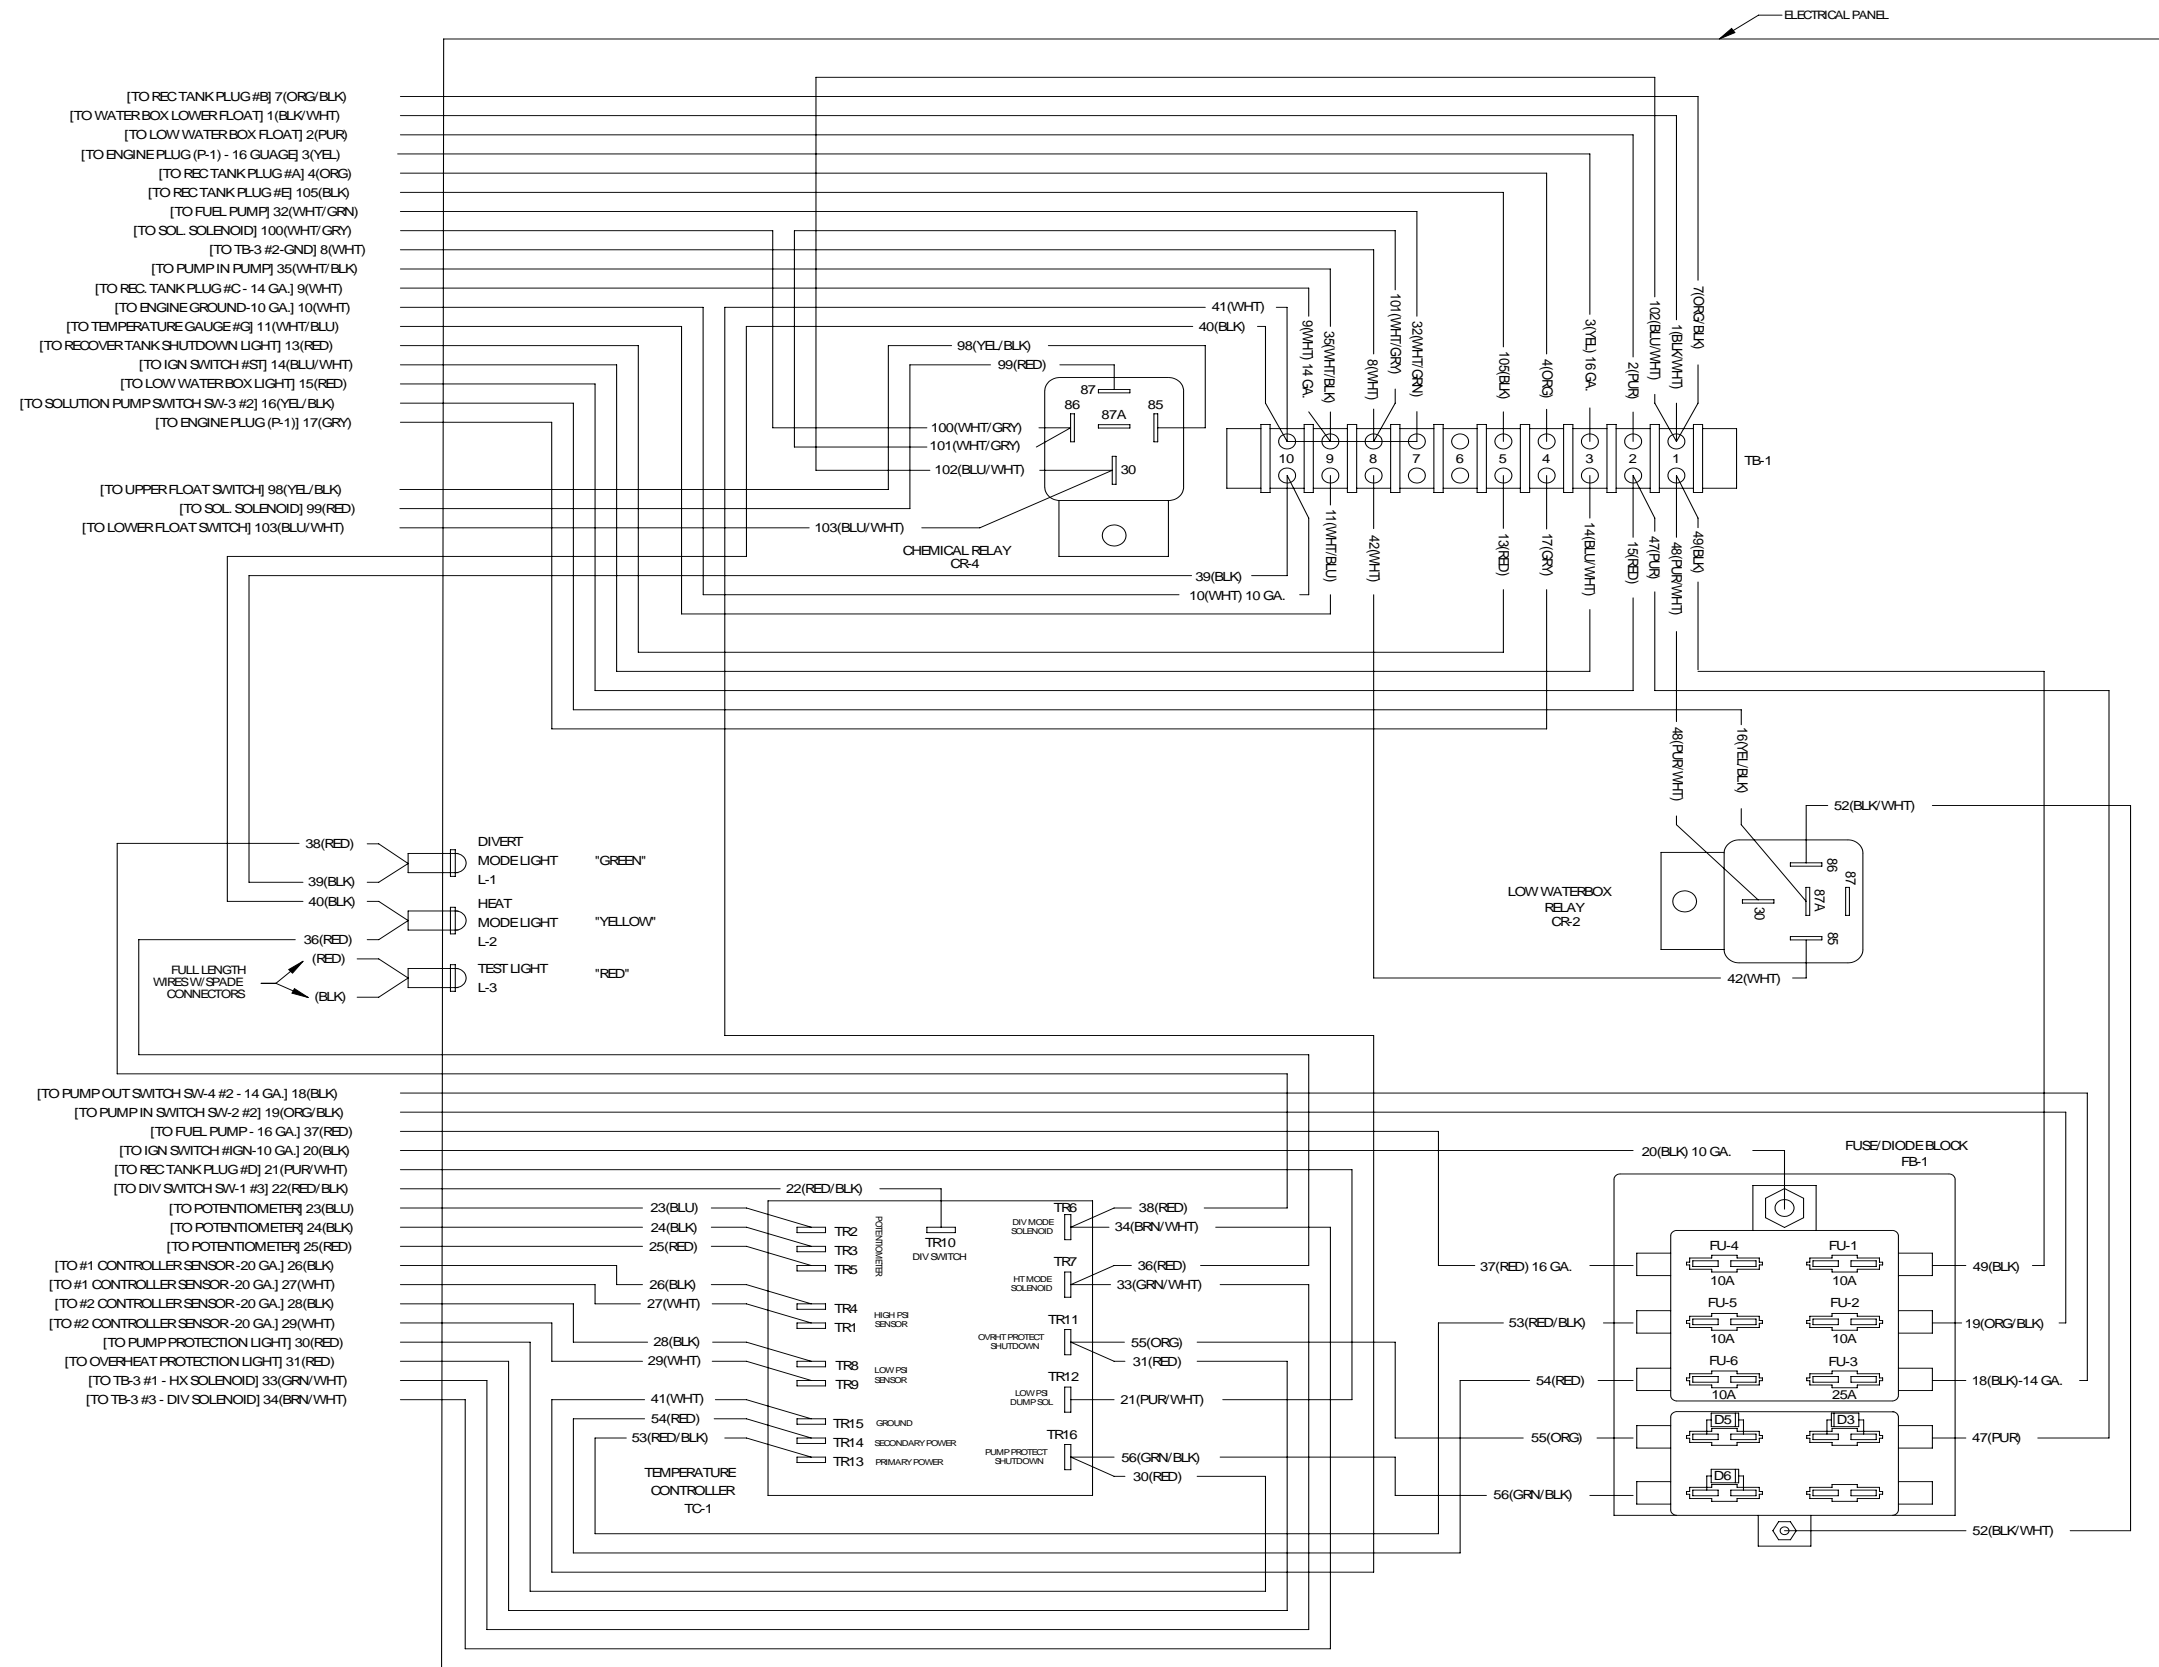 ELECTRICAL PANEL
[TO REC TANK PLUG #B] 7(ORG/BLK)
[TO WATER BOX LOWER FLOAT] 1(BLK/WHT)
[TO LOW WATER BOX FLOAT] 2(PUR)
[TO ENGINE PLUG (P-1) - 16 GUAGE] 3(YEL)
[TO REC TANK PLUG #A] 4(ORG)
[TO REC TANK PLUG #E] 105(BLK)
[TO FUEL PUMP] 32(WHT/GRN)
[TO SOL. SOLENOID] 100(WHT/GRY)
[TO TB-3 #2-GND] 8(WHT)
[TO PUMP IN PUMP] 35(WHT/BLK)
[TO REC. TANK PLUG #C - 14 GA.] 9(WHT)
[TO ENGINE GROUND-10 GA.] 10(WHT)
[TO TEMPERATURE GAUGE #G] 11(WHT/BLU)
[TO RECOVER TANK SHUTDOWN LIGHT] 13(RED)
[TO IGN SWITCH #ST] 14(BLU/WHT)
[TO LOW WATER BOX LIGHT] 15(RED)
[TO SOLUTION PUMP SWITCH SW-3 #2] 16(YEL/BLK)
[TO ENGINE PLUG (P-1)] 17(GRY)
[TO UPPER FLOAT SWITCH] 98(YEL/BLK)
[TO SOL. SOLENOID] 99(RED)
[TO LOWER FLOAT SWITCH] 103(BLU/WHT)
41(WHT)
40(BLK)
98(YEL/BLK)
99(RED)
87
86
87A
85
100(WHT/GRY)
101(WHT/GRY)
102(BLU/WHT)
30
103(BLU/WHT)
CHEMICAL RELAY
CR-4
39(BLK)
10(WHT) 10 GA.
9(WHT) 14 GA.
35(WHT/BLK)
8(WHT)
101(WHT/GRY)
32(WHT/GRN)
105(BLK)
4(ORG)
3(YEL) 16 GA.
2(PUR)
102(BLU/WHT)
1(BLK/WHT)
7(ORG/BLK)
10
9
8
7
6
5
4
3
2
1
TB-1
11(WHT/BLU)
42(WHT)
13(RED)
17(GRY)
14(BLU/WHT)
15(RED)
47(PUR)
48(PUR/WHT)
49(BLK)
48(PUR/WHT)
16(YEL/BLK)
52(BLK/WHT)
86
87
87A
30
85
LOW WATERBOX
RELAY
CR-2
42(WHT)
38(RED)
39(BLK)
DIVERT
MODE LIGHT "GREEN"
L-1
40(BLK)
36(RED)
HEAT
MODE LIGHT "YELLOW"
L-2
(RED)
(BLK)
FULL LENGTH
WIRES W/ SPADE
CONNECTORS
TEST LIGHT "RED"
L-3
[TO PUMP OUT SWITCH SW-4 #2 - 14 GA.] 18(BLK)
[TO PUMP IN SWITCH SW-2 #2] 19(ORG/BLK)
[TO FUEL PUMP - 16 GA.] 37(RED)
[TO IGN SWITCH #IGN-10 GA.] 20(BLK)
[TO REC TANK PLUG #D] 21(PUR/WHT)
[TO DIV SWITCH SW-1 #3] 22(RED/BLK)
[TO POTENTIOMETER] 23(BLU)
[TO POTENTIOMETER] 24(BLK)
[TO POTENTIOMETER] 25(RED)
[TO #1 CONTROLLER SENSOR-20 GA.] 26(BLK)
[TO #1 CONTROLLER SENSOR-20 GA.] 27(WHT)
[TO #2 CONTROLLER SENSOR-20 GA.] 28(BLK)
[TO #2 CONTROLLER SENSOR-20 GA.] 29(WHT)
[TO PUMP PROTECTION LIGHT] 30(RED)
[TO OVERHEAT PROTECTION LIGHT] 31(RED)
[TO TB-3 #1 - HX SOLENOID] 33(GRN/WHT)
[TO TB-3 #3 - DIV SOLENOID] 34(BRN/WHT)
22(RED/BLK)
23(BLU)
24(BLK)
25(RED)
26(BLK)
27(WHT)
28(BLK)
29(WHT)
41(WHT)
54(RED)
53(RED/BLK)
TR2
TR3
TR5
POTENTIOMETER
TR10
DIV SWITCH
TR4
TR1
HIGH PSI
SENSOR
TR8
TR9
LOW PSI
SENSOR
TR15 GROUND
TR14 SECONDARY POWER
TR13 PRIMARY POWER
TEMPERATURE
CONTROLLER
TC-1
TR6
DIV MODE
SOLENOID
TR7
HT MODE
SOLENOID
TR11
OVRHT PROTECT
SHUTDOWN
TR12
LOW PSI
DUMP SOL
TR16
PUMP PROTECT
SHUTDOWN
38(RED)
34(BRN/WHT)
36(RED)
33(GRN/WHT)
55(ORG)
31(RED)
21(PUR/WHT)
56(GRN/BLK)
30(RED)
20(BLK) 10 GA.
FUSE/DIODE BLOCK
FB-1
37(RED) 16 GA.
53(RED/BLK)
54(RED)
55(ORG)
56(GRN/BLK)
FU-4
10A
FU-1
10A
FU-5
10A
FU-2
10A
FU-6
10A
FU-3
25A
D5
D3
D6
49(BLK)
19(ORG/BLK)
18(BLK)-14 GA.
47(PUR)
52(BLK/WHT)